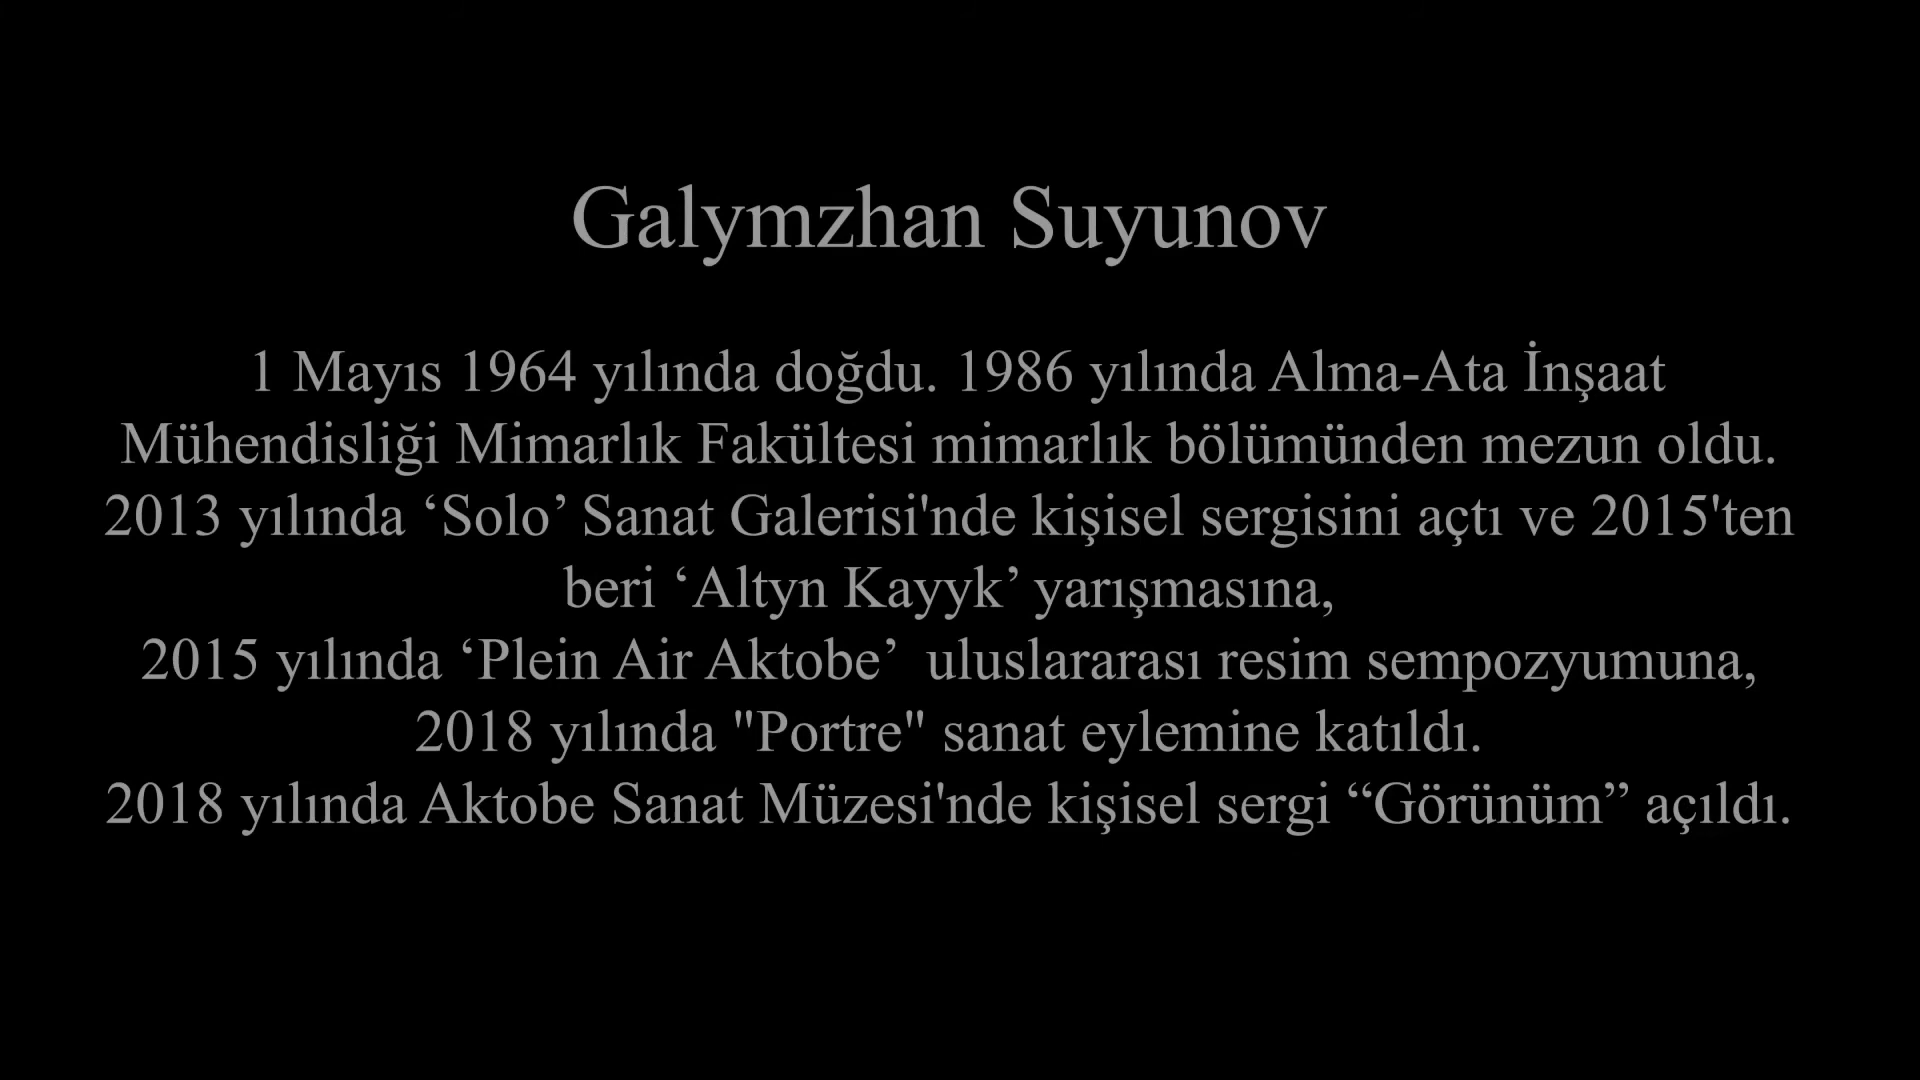 Galymzhan Suyunov
1 Mayıs 1964 yılında doğdu. 1986 yılında Alma-Ata İnşaat
Mühendisliği Mimarlık Fakültesi mimarlık bölümünden mezun oldu.
2013 yılında ‘Solo’ Sanat Galerisi'nde kişisel sergisini açtı ve 2015'ten
beri ‘Altyn Kayyk’ yarışmasına,
2015 yılında ‘Plein Air Aktobe’  uluslararası resim sempozyumuna,
2018 yılında "Portre" sanat eylemine katıldı.
2018 yılında Aktobe Sanat Müzesi'nde kişisel sergi “Görünüm” açıldı.